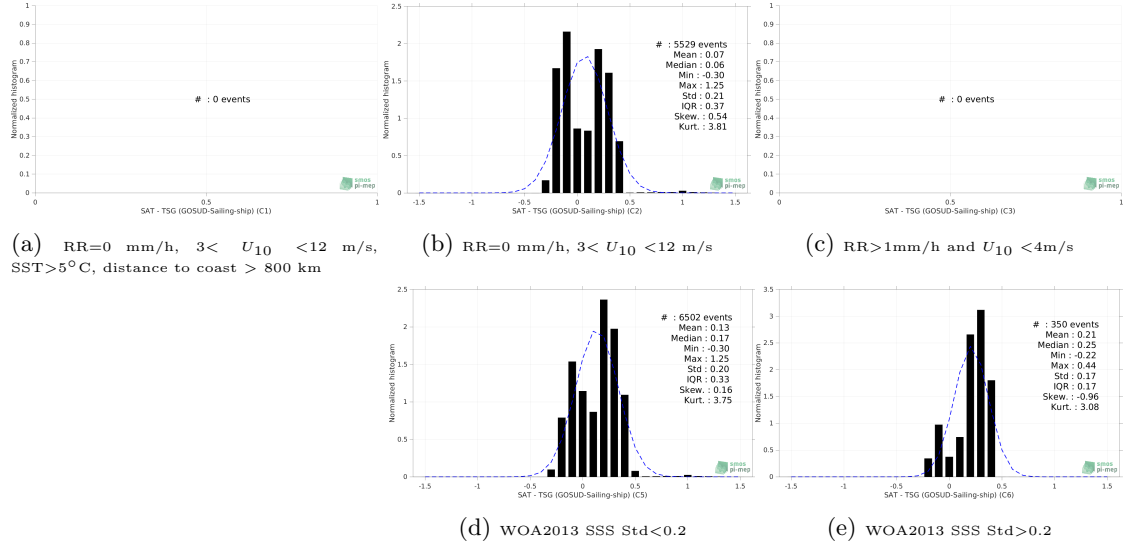 1
0.9
0.8
0.7
0.6
0.5
0.4
0.3
0.2
0.1
0
Normalized histogram
# : 0 events
0 0.5 1
SAT - TSG (GOSUD-Sailing-ship) (C1)
smos
pi-mep
(a) RR=0 mm/h, 3< U10 <12 m/s,
SST>5°C, distance to coast > 800 km
2.5
2
1.5
1
0.5
0
Normalized histogram
# : 5529 events
Mean : 0.07
Median : 0.06
Min : -0.30
Max : 1.25
Std : 0.21
IQR : 0.37
Skew. : 0.54
Kurt. : 3.81
-1.5 -1 -0.5 0 0.5 1 1.5
SAT - TSG (GOSUD-Sailing-ship) (C2)
smos
pi-mep
(b) RR=0 mm/h, 3< U10 <12 m/s
1
0.9
0.8
0.7
0.6
0.5
0.4
0.3
0.2
0.1
0
Normalized histogram
# : 0 events
0 0.5 1
SAT - TSG (GOSUD-Sailing-ship) (C3)
smos
pi-mep
(c) RR>1mm/h and U10 <4m/s
2.5
2
1.5
1
0.5
0
Normalized histogram
# : 6502 events
Mean : 0.13
Median : 0.17
Min : -0.30
Max : 1.25
Std : 0.20
IQR : 0.33
Skew. : 0.16
Kurt. : 3.75
-1.5 -1 -0.5 0 0.5 1 1.5
SAT - TSG (GOSUD-Sailing-ship) (C5)
smos
pi-mep
(d) WOA2013 SSS Std<0.2
3.5
3
2.5
2
1.5
1
0.5
0
Normalized histogram
# : 350 events
Mean : 0.21
Median : 0.25
Min : -0.22
Max : 0.44
Std : 0.17
IQR : 0.17
Skew. : -0.96
Kurt. : 3.08
-1.5 -1 -0.5 0 0.5 1 1.5
SAT - TSG (GOSUD-Sailing-ship) (C6)
smos
pi-mep
(e) WOA2013 SSS Std>0.2